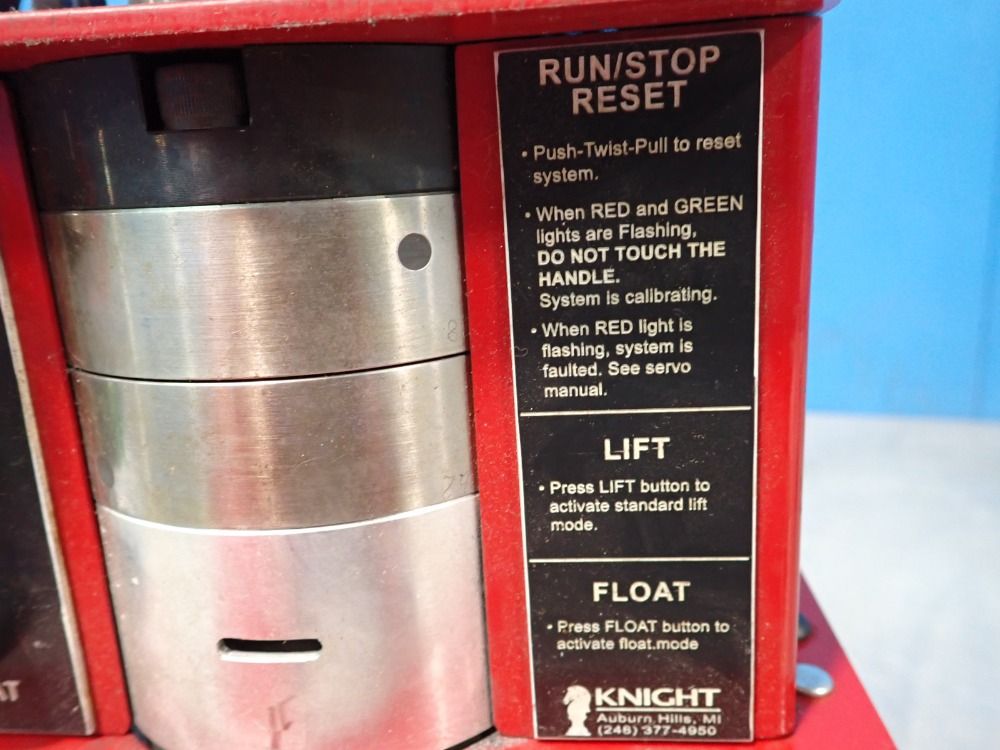 RUN/STOP
RESET
• Push-Twist-Pull to reset
system.
• When RED and GREEN
lights are Flashing,
DO NOT TOUCH THE
HANDLE.
System is calibrating.
• When RED light is
flashing, system is
faulted. See servo
manual.
LIFT
• Press LIFT button to
activate standard lift
mode.
FLOAT
• Press FLOAT button to
activate float mode
KNIGHT
Auburn Hills, MI
(248) 377-4950